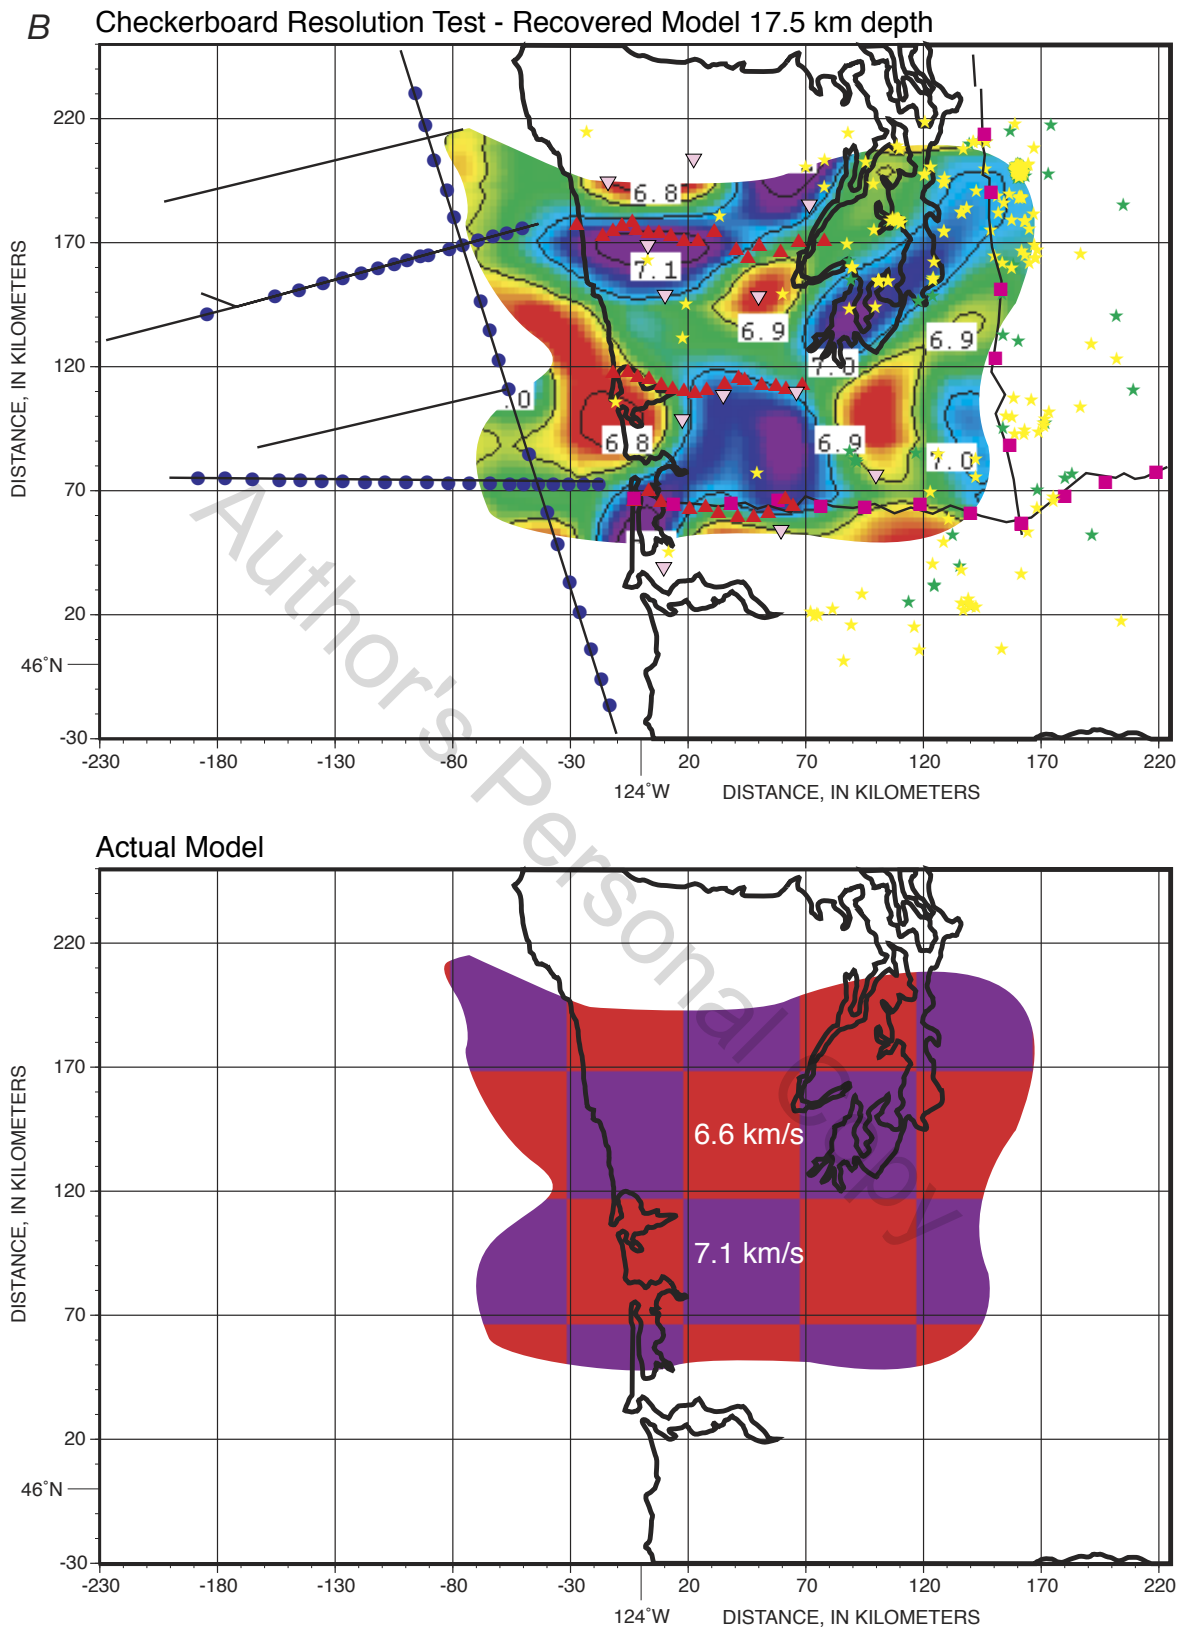 B
Checkerboard Resolution Test - Recovered Model 17.5 km depth
DISTANCE, IN KILOMETERS
220
170
120
70
20
46°N
-30
6.8
7.1
6.9
6.9
7.0
.0
6.8
6.9
7.0
-230 -180 -130 -80 -30 20 70 120 170 220
124°W DISTANCE, IN KILOMETERS
Author's Personal Copy
Actual Model
DISTANCE, IN KILOMETERS
220
170
120
70
20
46°N
-30
6.6 km/s
7.1 km/s
-230 -180 -130 -80 -30 20 70 120 170 220
124°W DISTANCE, IN KILOMETERS